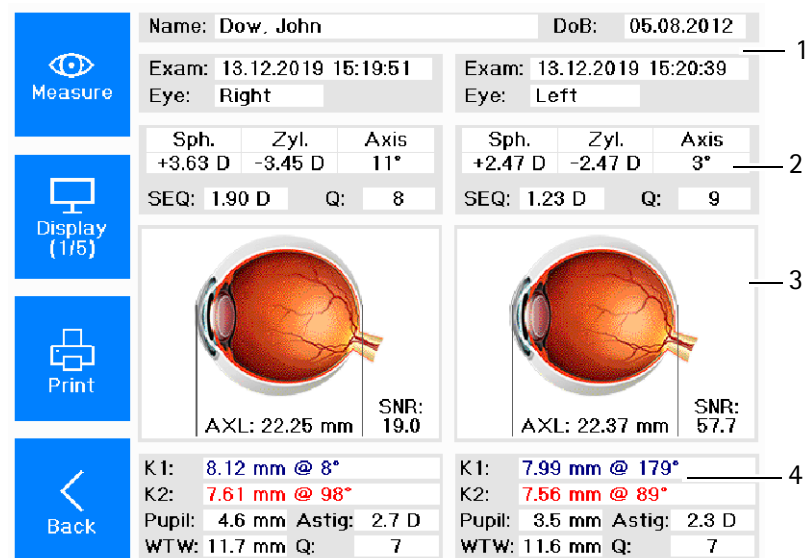 Measure
Display
(1/5)
Print
Back
Name: Dow, John DoB: 05.08.2012
Exam: 13.12.2019 15:19:51
Eye: Right
Sph. Zyl. Axis
+3.63 D -3.45 D 11°
SEQ: 1.90 D Q: 8
AXL: 22.25 mm
SNR:
19.0
K1: 8.12 mm @ 8°
K2: 7.61 mm @ 98°
Pupil: 4.6 mm Astig: 2.7 D
WTW: 11.7 mm Q: 7
Exam: 13.12.2019 15:20:39
Eye: Left
Sph. Zyl. Axis
+2.47 D -2.47 D 3°
SEQ: 1.23 D Q: 9
AXL: 22.37 mm
SNR:
57.7
K1: 7.99 mm @ 179°
K2: 7.56 mm @ 89°
Pupil: 3.5 mm Astig: 2.3 D
WTW: 11.6 mm Q: 7
1
2
3
4